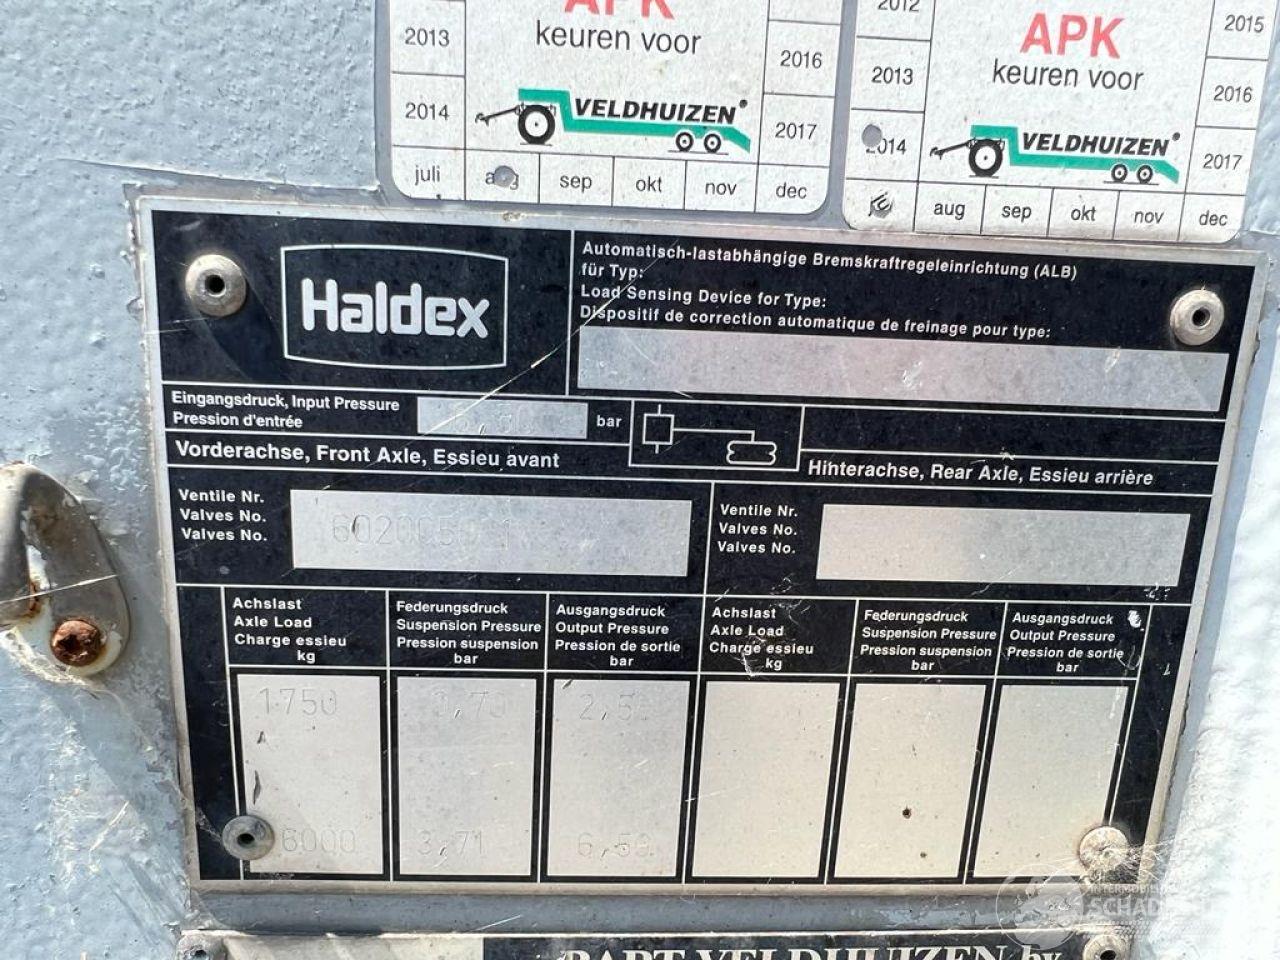 APK
keuren voor
2013
2014
2016
2017
VELDHUIZEN®
juli aug sep okt nov dec
2012
2013
2014
APK
keuren voor
2015
2016
2017
VELDHUIZEN®
aug sep okt nov dec
Haldex
Automatisch-lastabhängige Bremskraftregeleinrichtung (ALB)
für Typ:
Load Sensing Device for Type:
Dispositif de correction automatique de freinage pour type:
Eingangsdruck, Input Pressure
Pression d'entrée
bar
Vorderachse, Front Axle, Essieu avant
Hinterachse, Rear Axle, Essieu arrière
Ventile Nr.
Valves No.
Valves No.
Ventile Nr.
Valves No.
Valves No.
Achslast
Axle Load
Charge essieu
kg
Federungsdruck
Suspension Pressure
Pression suspension
bar
Ausgangsdruck
Output Pressure
Pression de sortie
bar
Achslast
Axle Load
Charge essieu
kg
Federungsdruck
Suspension Pressure
Pression suspension
bar
Ausgangsdruck
Output Pressure
Pression de sortie
bar
1750 0,70
6000 3,71 6,50
BART VELDHUIZEN bv